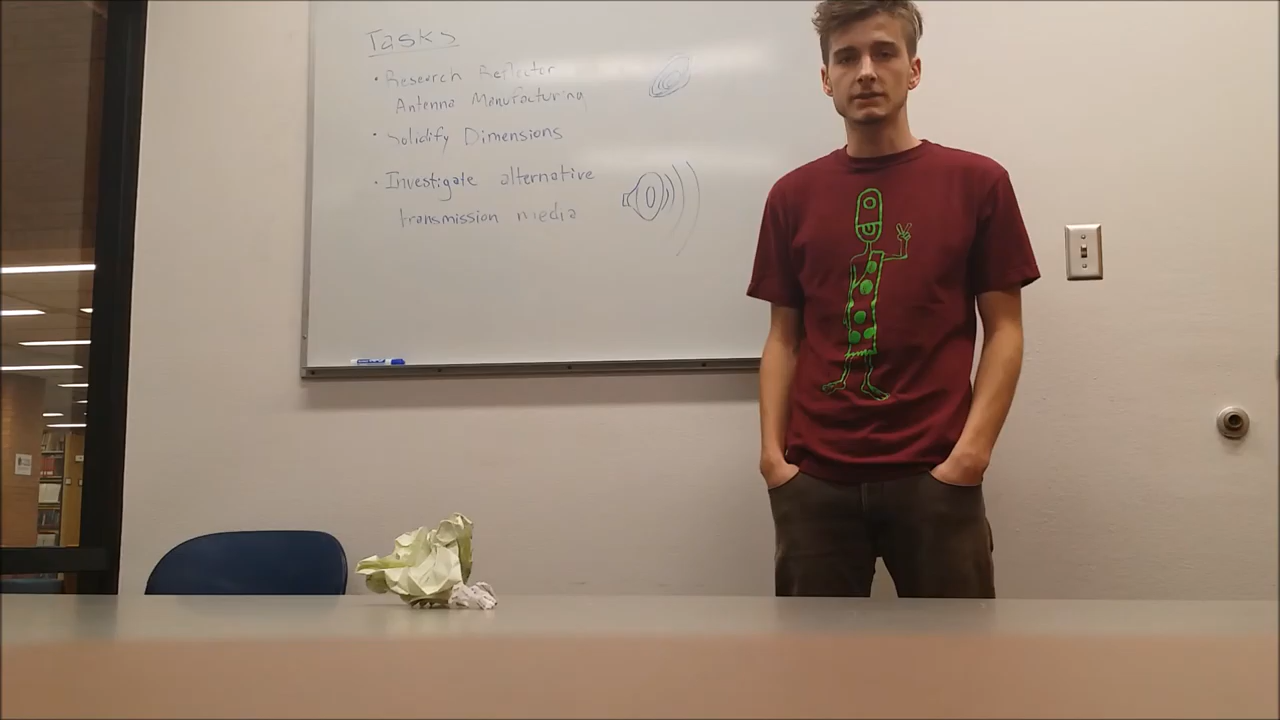 Tasks
• Research Reflector
Antenna Manufacturing
• Solidify Dimensions
• Investigate alternative
transmission media